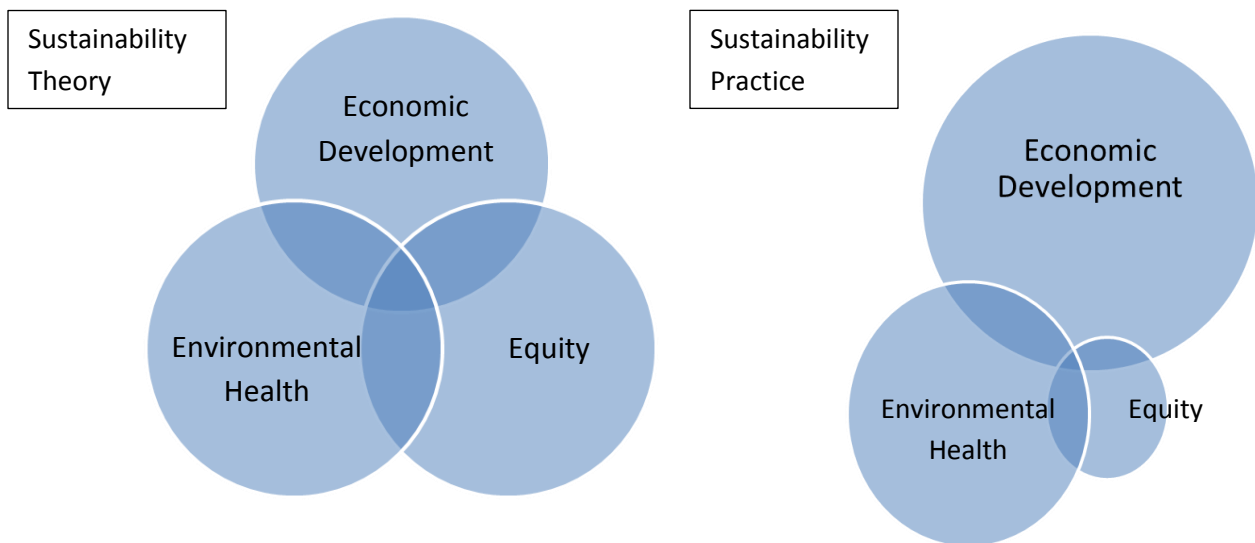 Sustainability
Theory
Economic
Development
Environmental
Health
Equity
Sustainability
Practice
Economic
Development
Environmental
Health
Equity